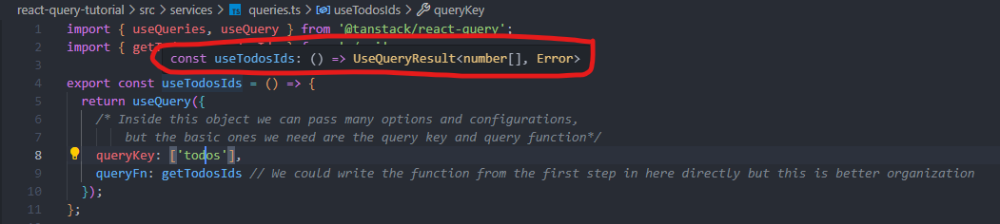 react-query-tutorial > src > services > queries.ts > useTodosIds > queryKey
1 import { useQueries, useQuery } from '@tanstack/react-query';
2 import { getT
const useTodosIds: () => UseQueryResult<number[], Error>
3
4 export const useTodosIds = () => {
5 return useQuery({
6 /* Inside this object we can pass many options and configurations,
7 but the basic ones we need are the query key and query function*/
8 queryKey: ['todos'],
9 queryFn: getTodosIds // We could write the function from the first step in here directly but this is better organization
10 });
11 };